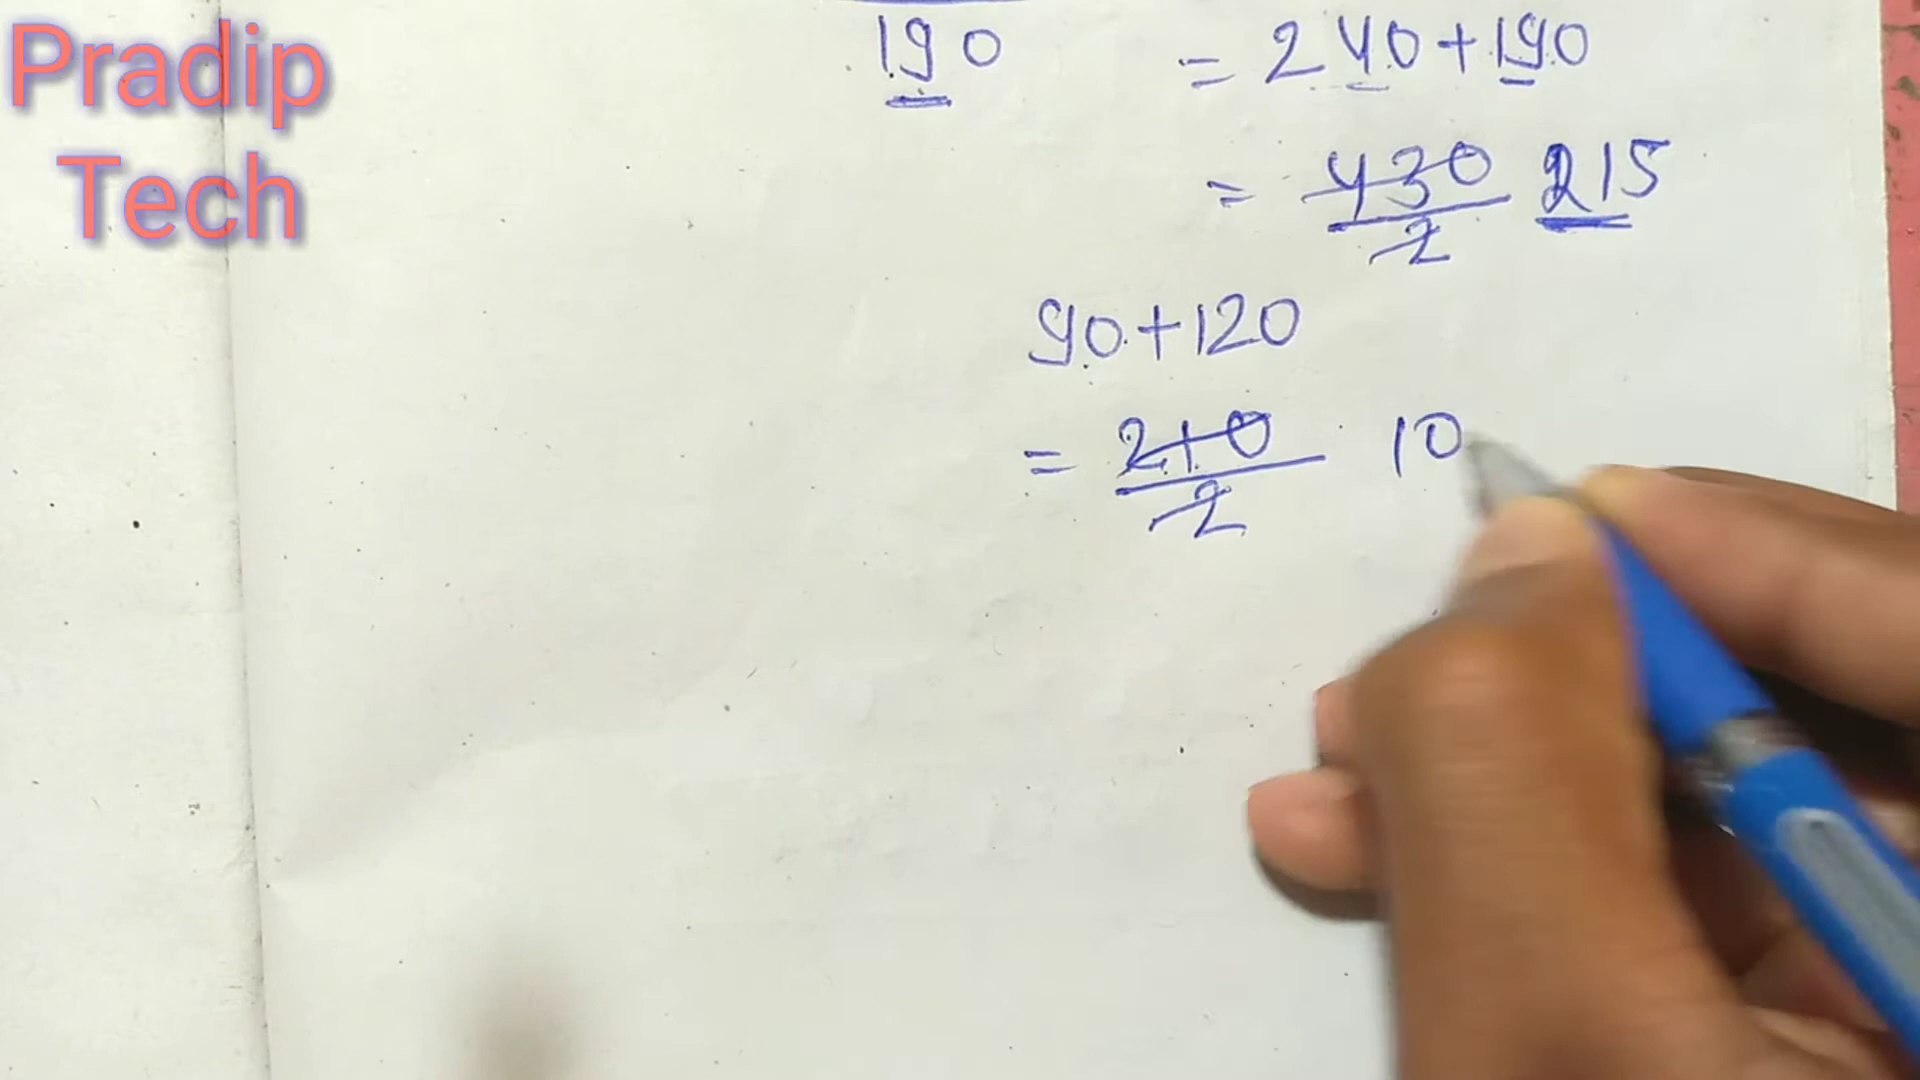 Pradip
Tech
190
= 240+190
= 430/2 215
90+120
= 210/2 10